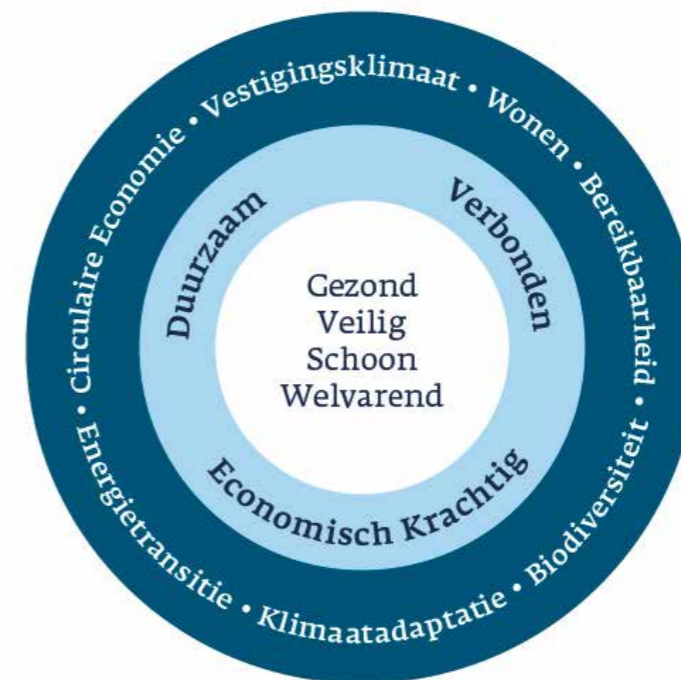 Circulaire Economie • Vestigingsklimaat • Wonen • Bereikbaarheid • Biodiversiteit • Klimaatadaptatie • Energietransitie •
Duurzaam
Verbonden
Economisch Krachtig
Gezond
Veilig
Schoon
Welvarend